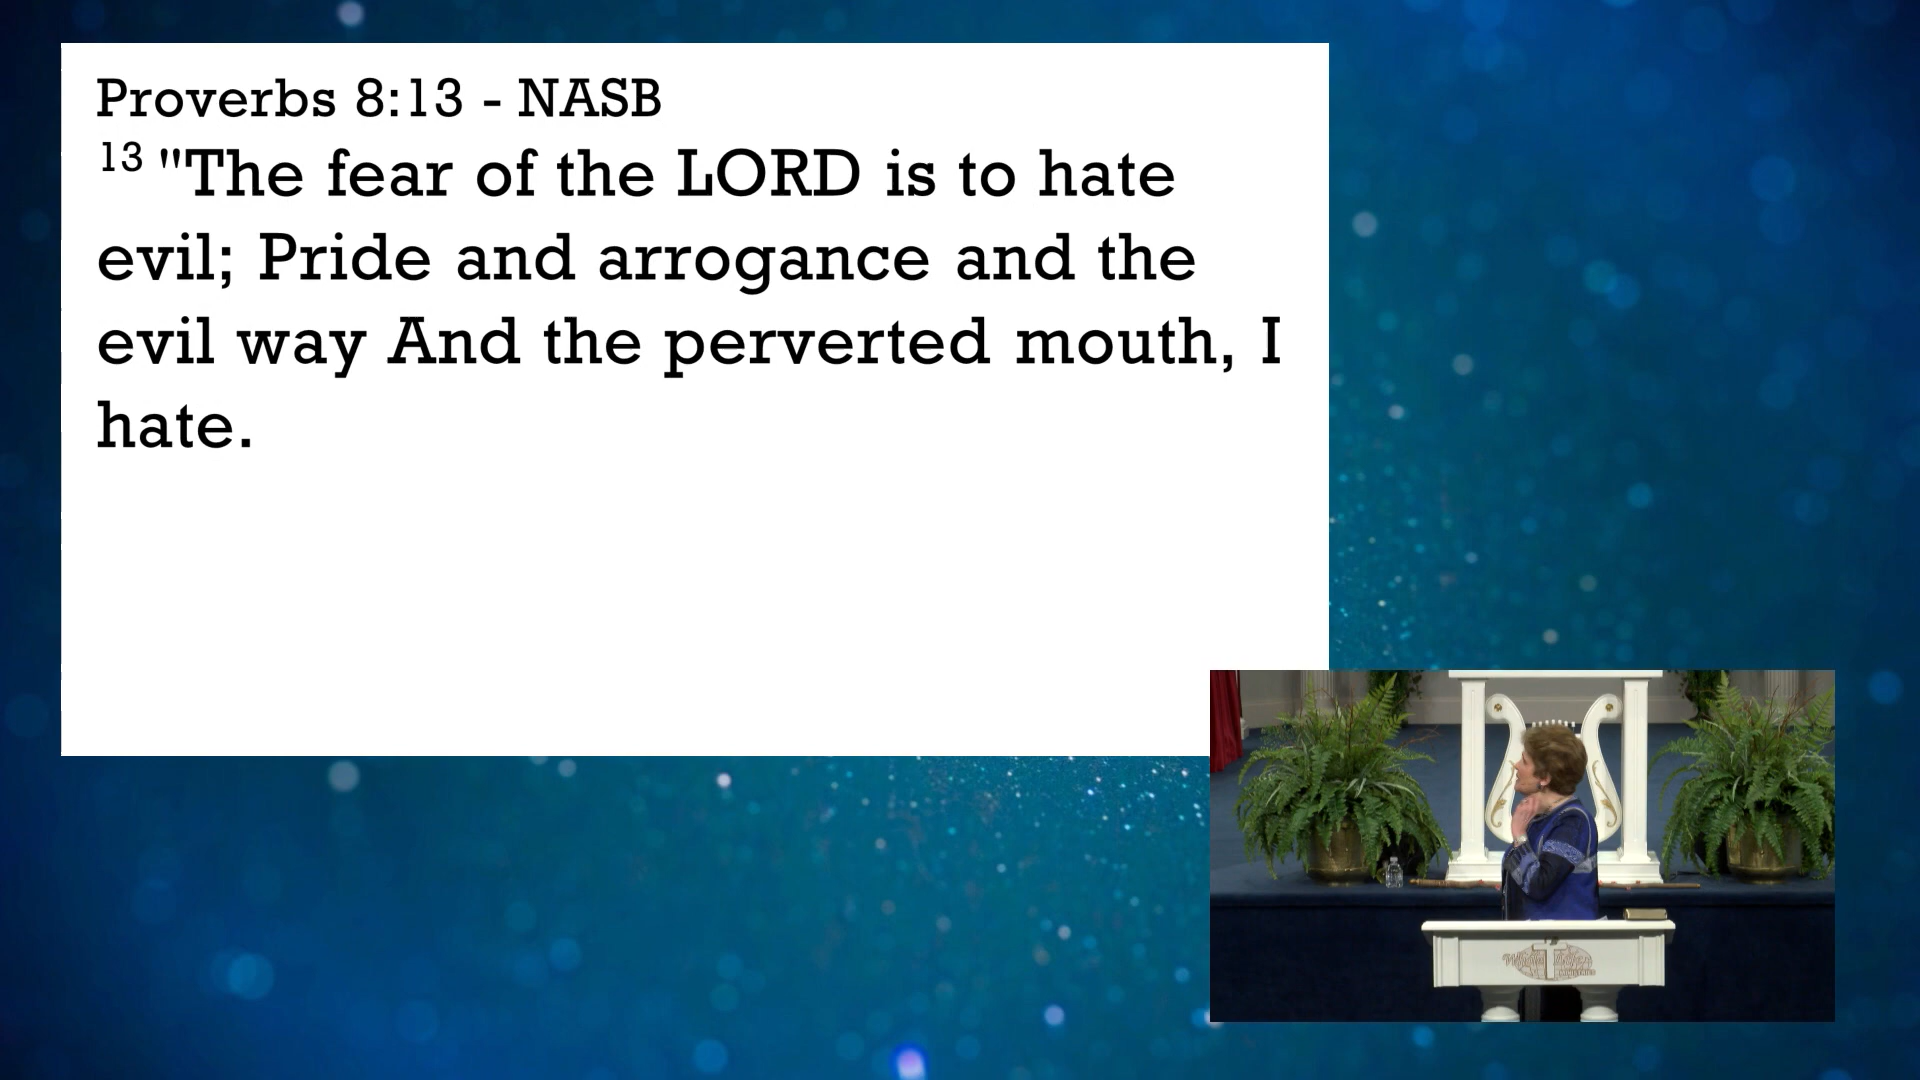 Proverbs 8:13 - NASB
13 "The fear of the LORD is to hate
evil; Pride and arrogance and the
evil way And the perverted mouth, I
hate.